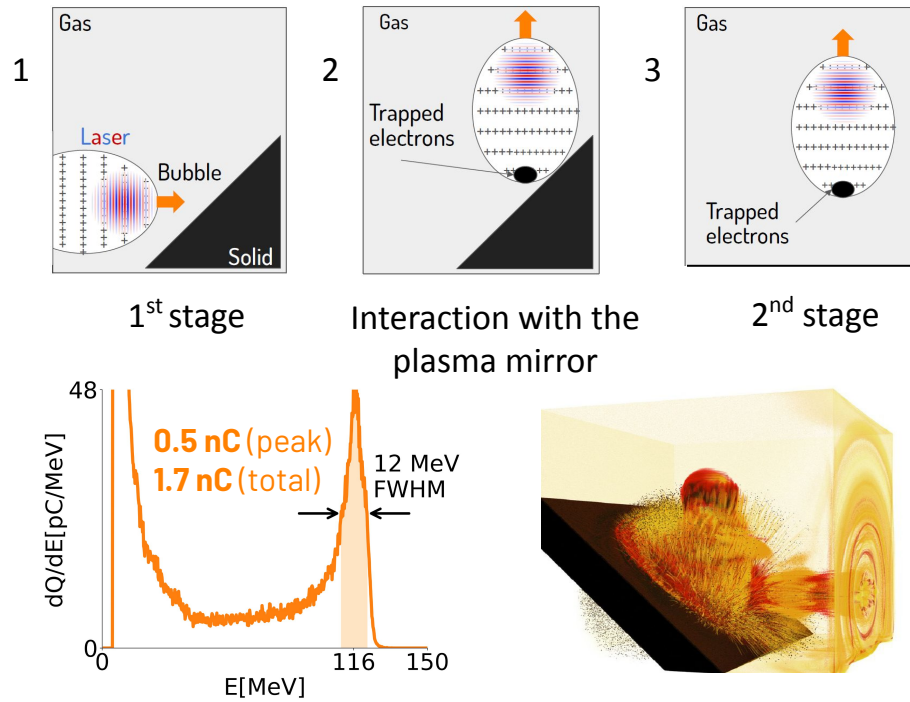 1
Gas
Laser
Bubble
Solid
2
Gas
Trapped
electrons
3
Gas
Trapped
electrons
1st stage
Interaction with the
plasma mirror
2nd stage
48
0.5 nC (peak)
1.7 nC (total)
12 MeV
FWHM
dQ/dE[pC/MeV]
0
0
116
150
E[MeV]